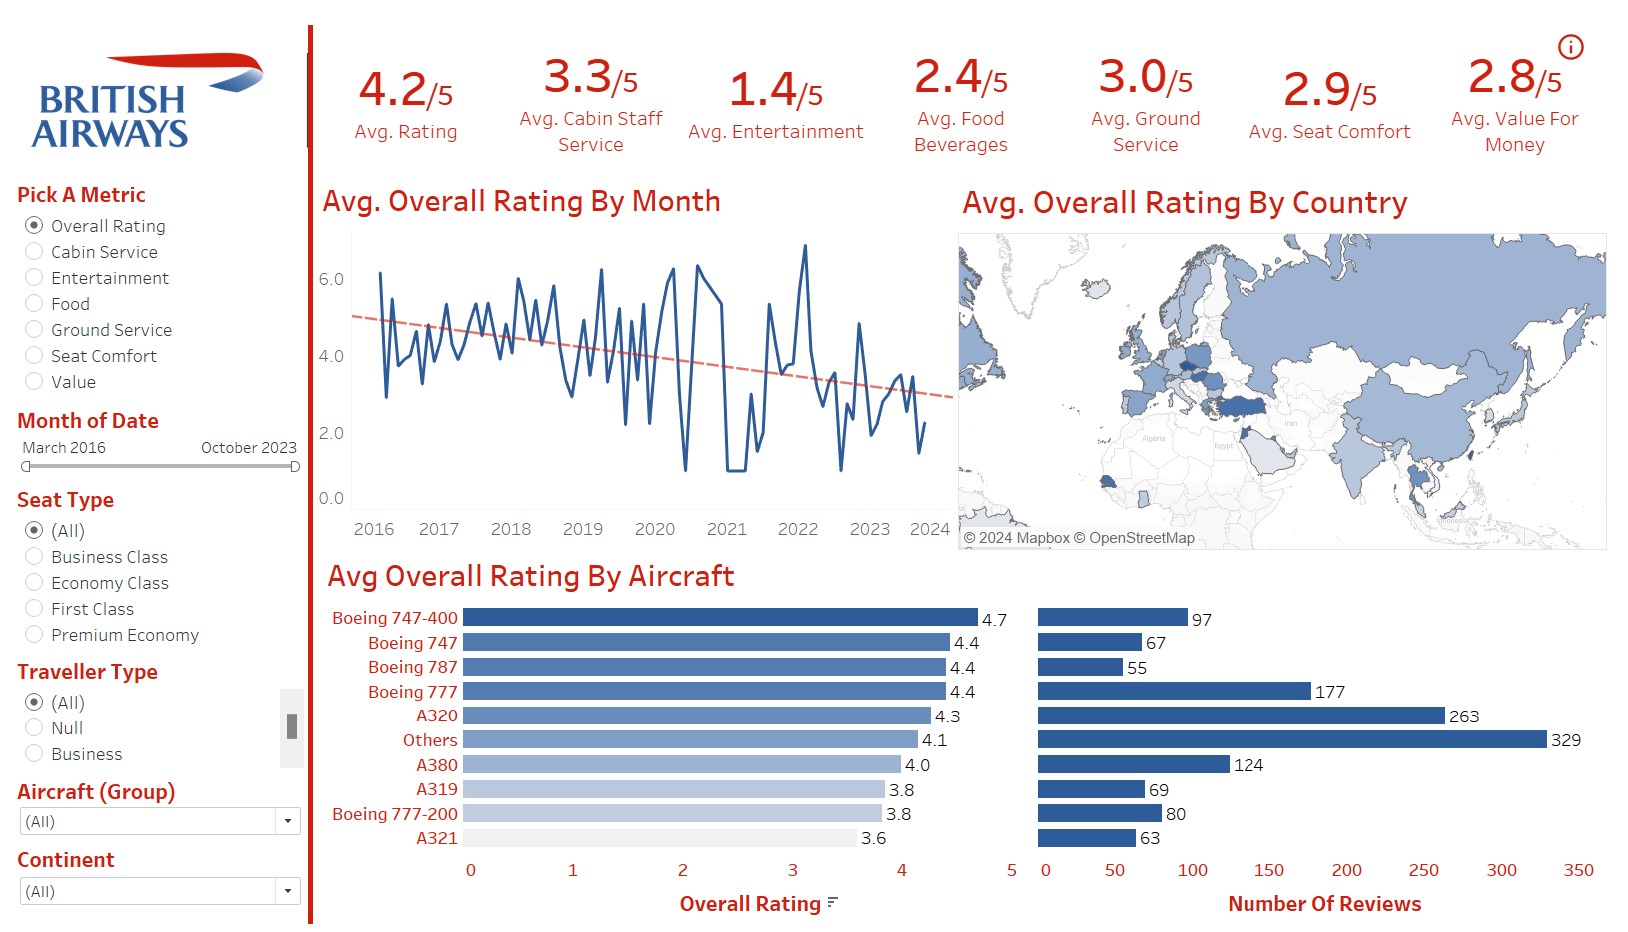 BRITISH
AIRWAYS
4.2/5
Avg. Rating
3.3/5
Avg. Cabin Staff
Service
1.4/5
Avg. Entertainment
2.4/5
Avg. Food
Beverages
3.0/5
Avg. Ground
Service
2.9/5
Avg. Seat Comfort
2.8/5
Avg. Value For
Money
i
Pick A Metric
Overall Rating
Cabin Service
Entertainment
Food
Ground Service
Seat Comfort
Value
Month of Date
March 2016 October 2023
Seat Type
(All)
Business Class
Economy Class
First Class
Premium Economy
Traveller Type
(All)
Null
Business
Aircraft (Group)
(All)
Continent
(All)
Avg. Overall Rating By Month
6.0
4.0
2.0
0.0
2016 2017 2018 2019 2020 2021 2022 2023 2024
Avg. Overall Rating By Country
Algeria
Egypt
Iran
Indonesia
© 2024 Mapbox © OpenStreetMap
Avg Overall Rating By Aircraft
Boeing 747-400 4.7 97
Boeing 747 4.4 67
Boeing 787 4.4 55
Boeing 777 4.4 177
A320 4.3 263
Others 4.1 329
A380 4.0 124
A319 3.8 69
Boeing 777-200 3.8 80
A321 3.6 63
0 1 2 3 4 5 0 50 100 150 200 250 300 350
Overall Rating Number Of Reviews